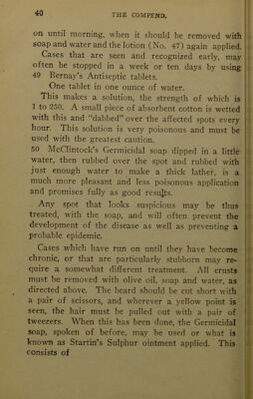 40 THE COMPEND.
on until morning, when it should be removed with
soap and water and the lotion (No. 47) again applied.
Cases that are seen and recognized early, may
often be stopped in a week or ten days by using
49 Bernay's Antiseptic tablets.
One tablet in one ounce of water.
This makes a solution, the strength of which is
1 to 250. A small piece of absorbent cotton is wetted
with this and "dabbed" over the affected spots every
hour. This solution is very poisonous and must be
used with the greatest caution.
50 McClintock's Germicidal soap dipped in a little
water, then rubbed over the spot and rubbed with
just enough water to make a thick lather, is a
much more pleasant and less poisonous application
and promises fully as good results.
Any spot that looks suspicious may be thus
treated, with the soap, and will often prevent the
development of the disease as well as preventing a
probable epidemic.
Cases which have run on until they have become
chronic, or that are particularly stubborn may re-
quire a somewhat different treatment. All crusts
must be removed with olive oil, soap and water, as
directed above. The beard should be cut short with
a pair of scissors, and wherever a yellow point is
seen, the hair must be pulled out with a pair of
tweezers. When this has been done, the Germicidal
soap, spoken of before, may be used or what is
known as Startin's Sulphur ointment applied. This
consists of